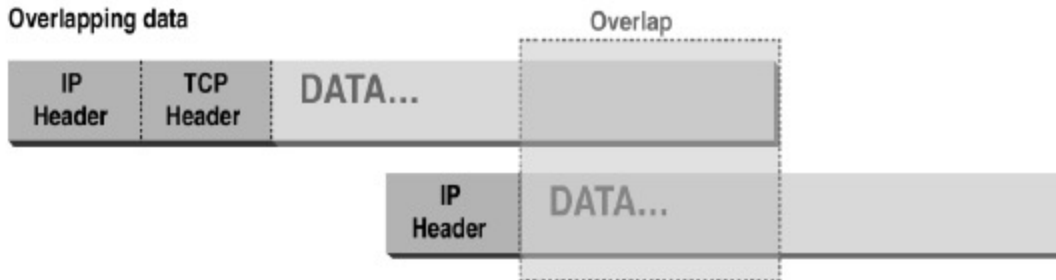 Overlapping data
Overlap
IP
Header
TCP
Header
DATA...
IP
Header
DATA...